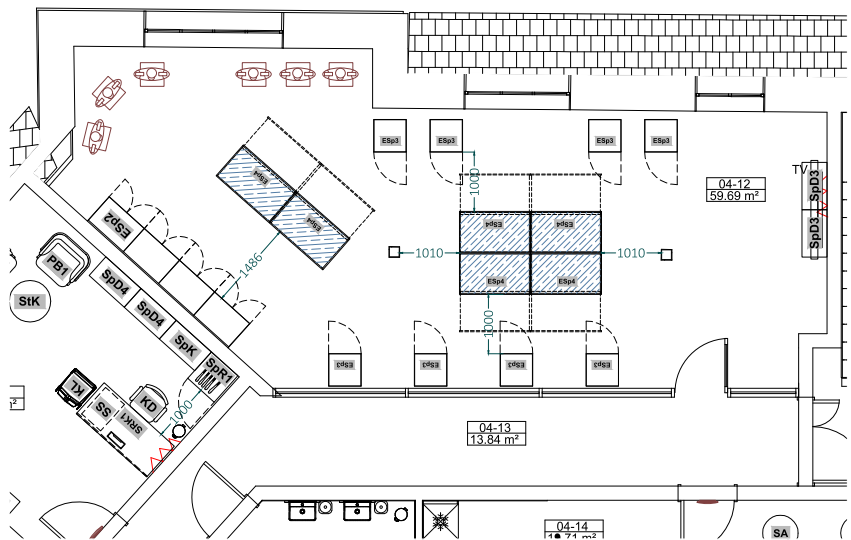 ESp3
ESp3
ESp3
ESp3
TV
ESp4
1000
04-12
59.69 m²
SpD3
SpD3
ESp2
ESp4
ESp4
ESp4
1486
1010
1010
ESp4
ESp4
PB1
StK
SpD4
SpD4
1000
SpK
SpR1
ESp3
ESp3
ESp3
ESp3
KL
KD
SS
SRK1
1000
m²
04-13
13.84 m²
04-14
SA